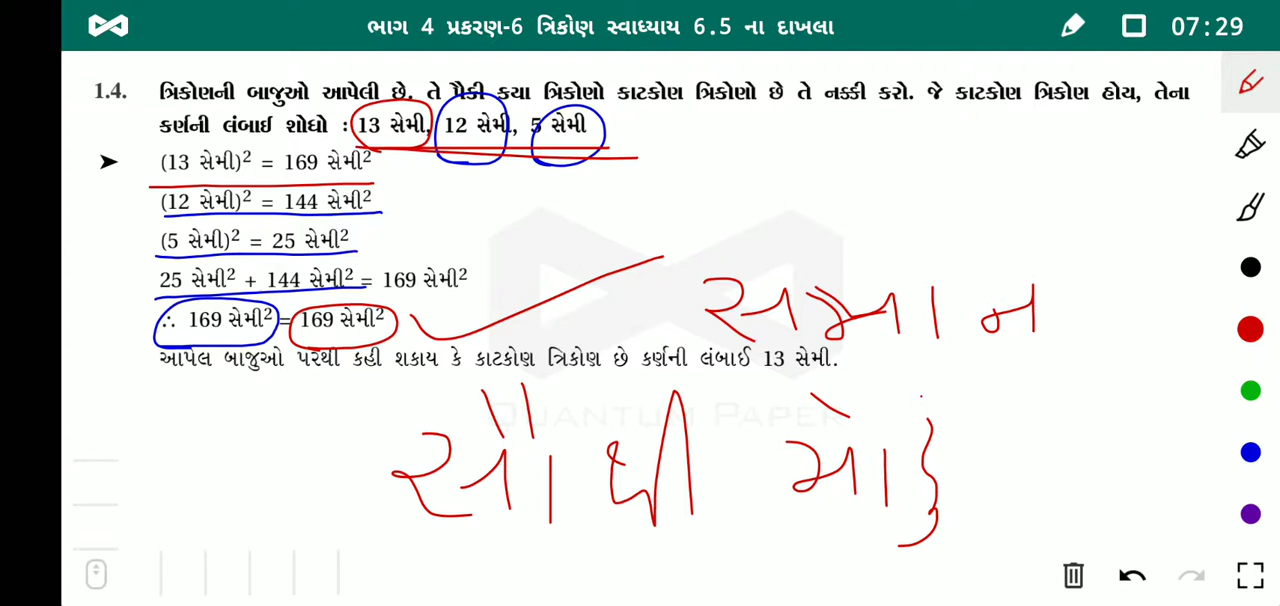 ભાગ 4 પ્રકરણ-6 ત્રિકોણ સ્વાધ્યાય 6.5 ના દાખલા
07:29
1.4. ત્રિકોણની બાજુઓ આપેલી છે. તે પૈકી કયા ત્રિકોણો કાટકોણ ત્રિકોણો છે તે નક્કી કરો. જે કાટકોણ ત્રિકોણ હોય, તેના
કર્ણની લંબાઈ શોધો : 13 સેમી, 12 સેમી, 5 સેમી
➤ (13 સેમી)² = 169 સેમી²
(12 સેમી)² = 144 સેમી²
(5 સેમી)² = 25 સેમી²
25 સેમી² + 144 સેમી² = 169 સેમી²
∴ 169 સેમી² = 169 સેમી²
સમાન
આપેલ બાજુઓ પરથી કહી શકાય કે કાટકોણ ત્રિકોણ છે કર્ણની લંબાઈ 13 સેમી.
QUANTUM PAPER
સૌથી મોટું